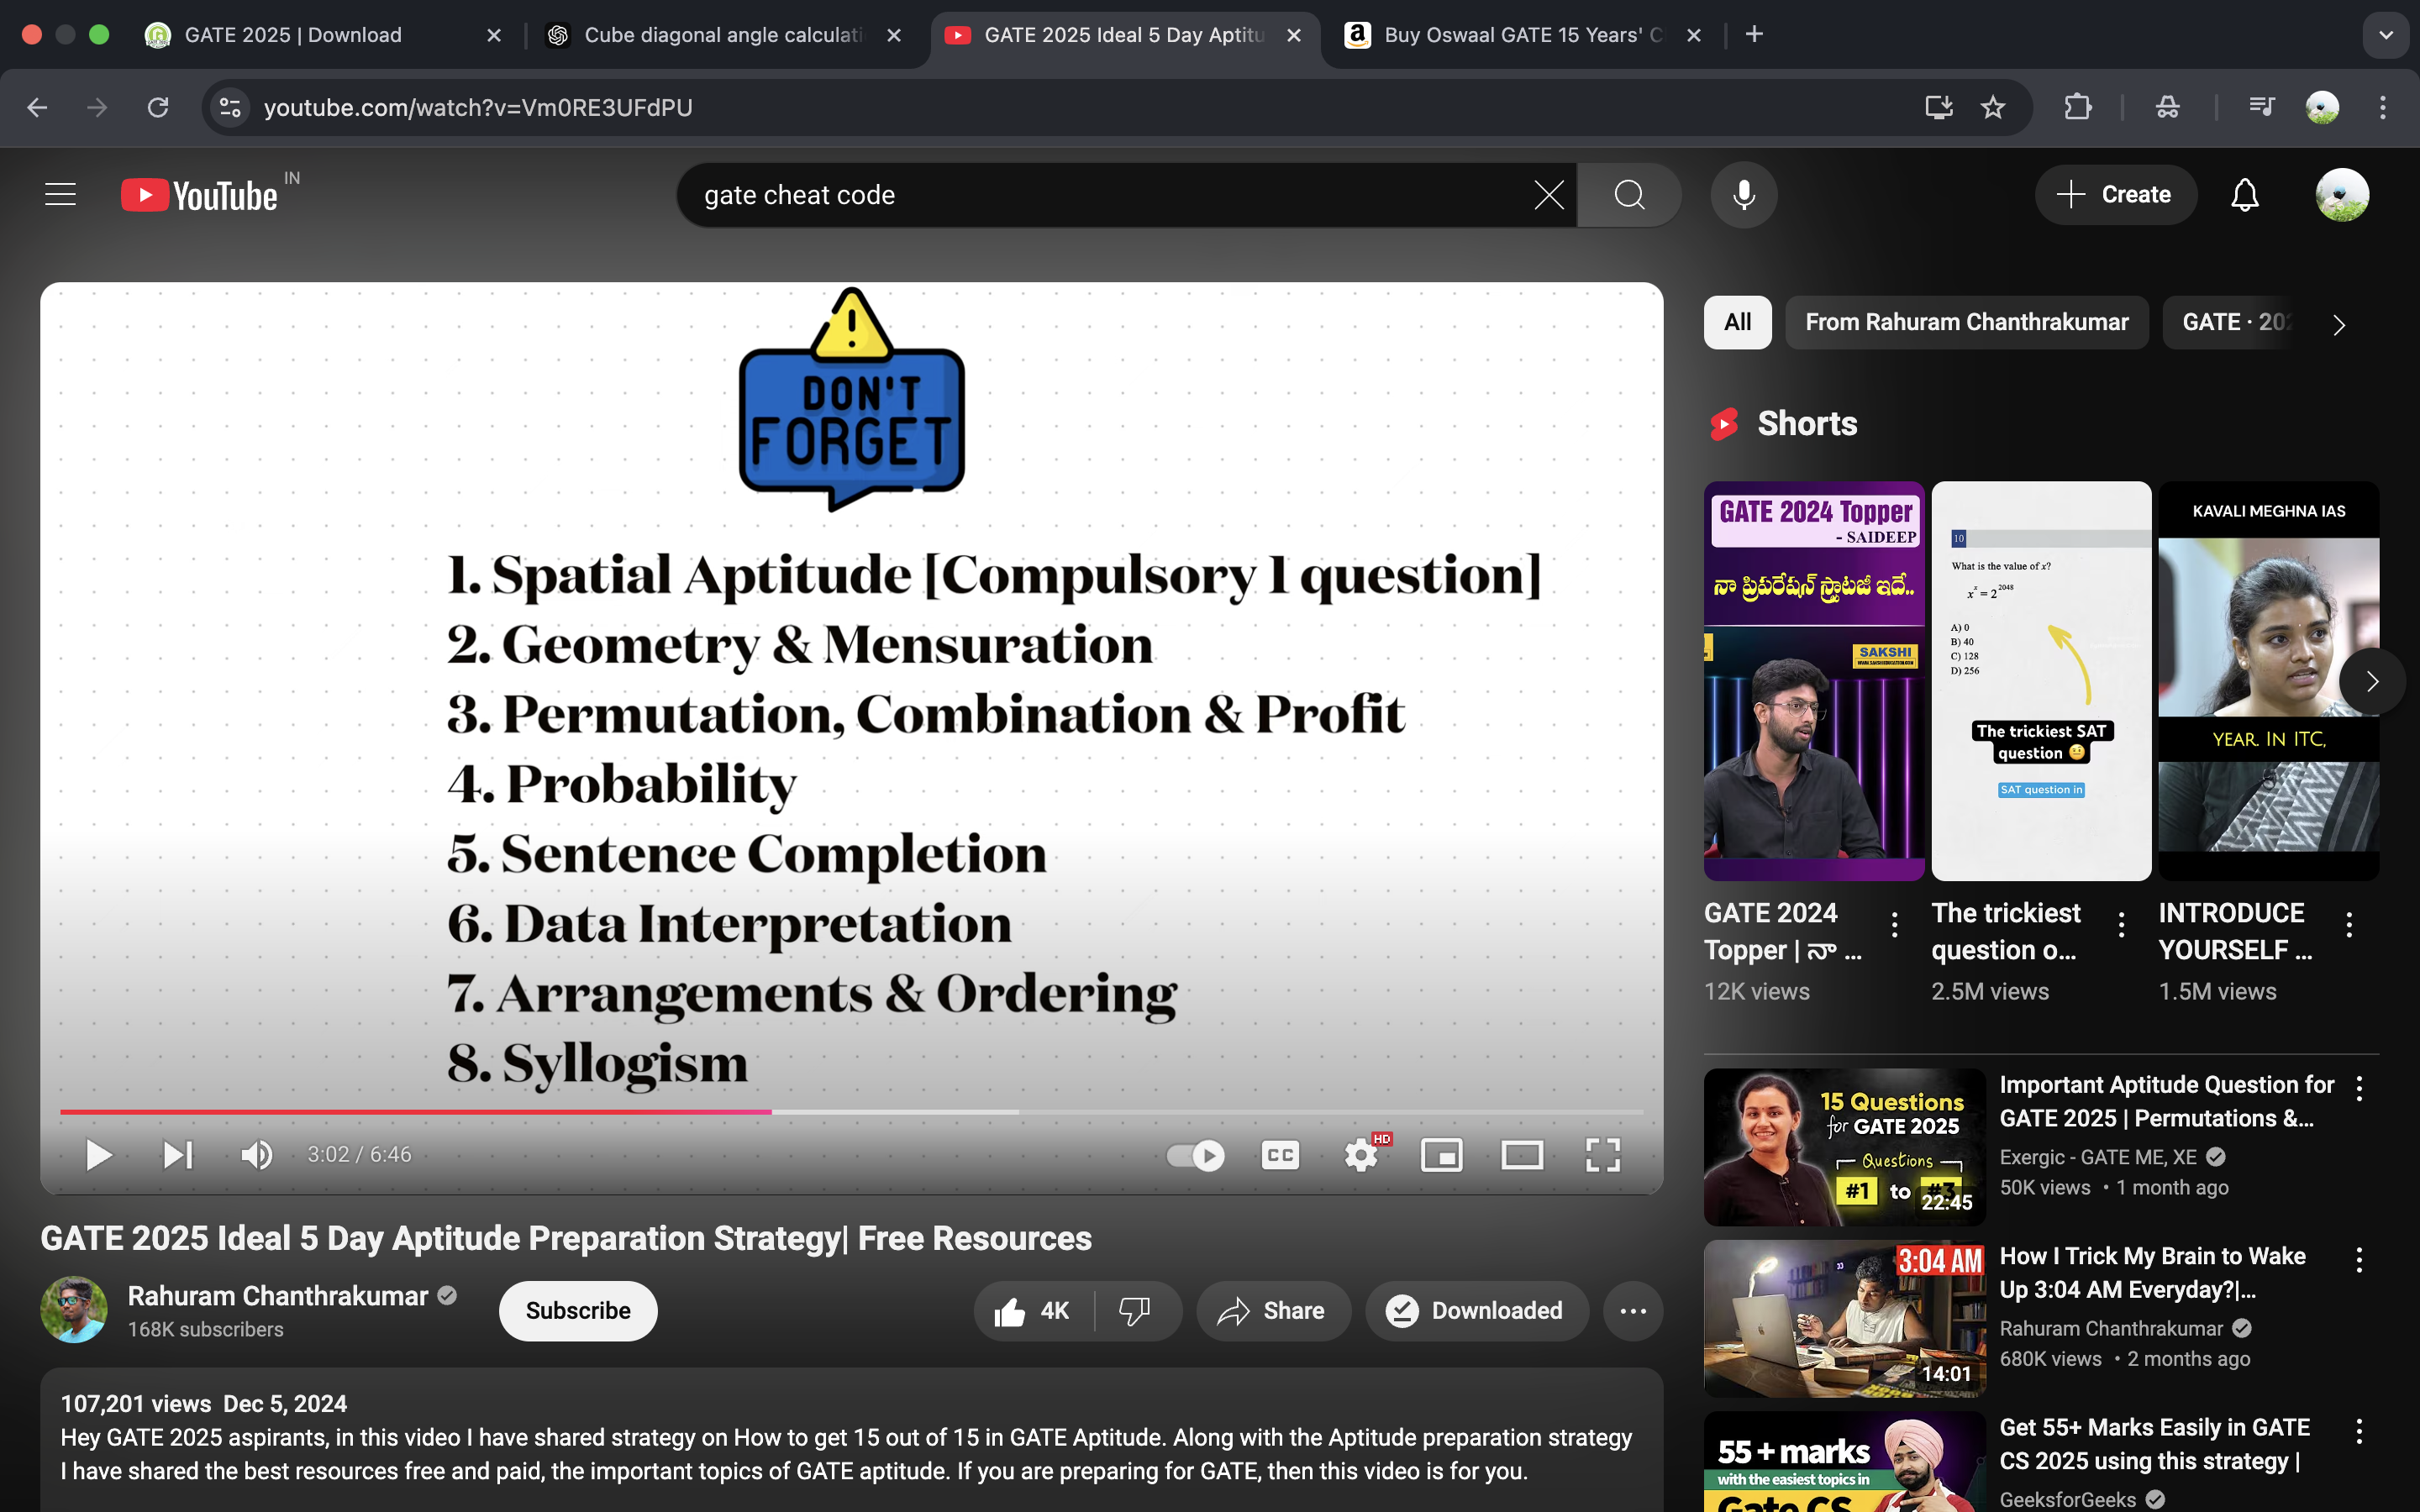 GATE 2025 | Download
Cube diagonal angle calculati
GATE 2025 Ideal 5 Day Aptitu
Buy Oswaal GATE 15 Years' C
youtube.com/watch?v=Vm0RE3UFdPU
YouTube IN
gate cheat code
Create
DON'T
FORGET
1. Spatial Aptitude [Compulsory 1 question]
2. Geometry & Mensuration
3. Permutation, Combination & Profit
4. Probability
5. Sentence Completion
6. Data Interpretation
7. Arrangements & Ordering
8. Syllogism
3:02 / 6:46
CC
HD
GATE 2025 Ideal 5 Day Aptitude Preparation Strategy| Free Resources
Rahuram Chanthrakumar
168K subscribers
Subscribe
4K
Share
Downloaded
107,201 views Dec 5, 2024
Hey GATE 2025 aspirants, in this video I have shared strategy on How to get 15 out of 15 in GATE Aptitude. Along with the Aptitude preparation strategy
I have shared the best resources free and paid, the important topics of GATE aptitude. If you are preparing for GATE, then this video is for you.
All
From Rahuram Chanthrakumar
GATE · 202
Shorts
GATE 2024 Topper
- SAIDEEP
నా ప్రిపరేషన్ స్ట్రాటజీ ఇదే..
SAKSHI
WWW.SAKSHIEDUCATION.COM
GATE 2024
Topper | నా ...
12K views
10
What is the value of x?
x^x = 2^2048
A) 0
B) 40
C) 128
D) 256
The trickiest SAT
question
SAT question in
The trickiest
question o...
2.5M views
KAVALI MEGHNA IAS
YEAR. IN ITC,
INTRODUCE
YOURSELF ...
1.5M views
15 Questions
for GATE 2025
Questions
#1 to #3
22:45
Important Aptitude Question for
GATE 2025 | Permutations &...
Exergic - GATE ME, XE
50K views • 1 month ago
3:04 AM
14:01
How I Trick My Brain to Wake
Up 3:04 AM Everyday?|...
Rahuram Chanthrakumar
680K views • 2 months ago
55+ marks
with the easiest topics in
Gate CS
Get 55+ Marks Easily in GATE
CS 2025 using this strategy |
GeeksforGeeks